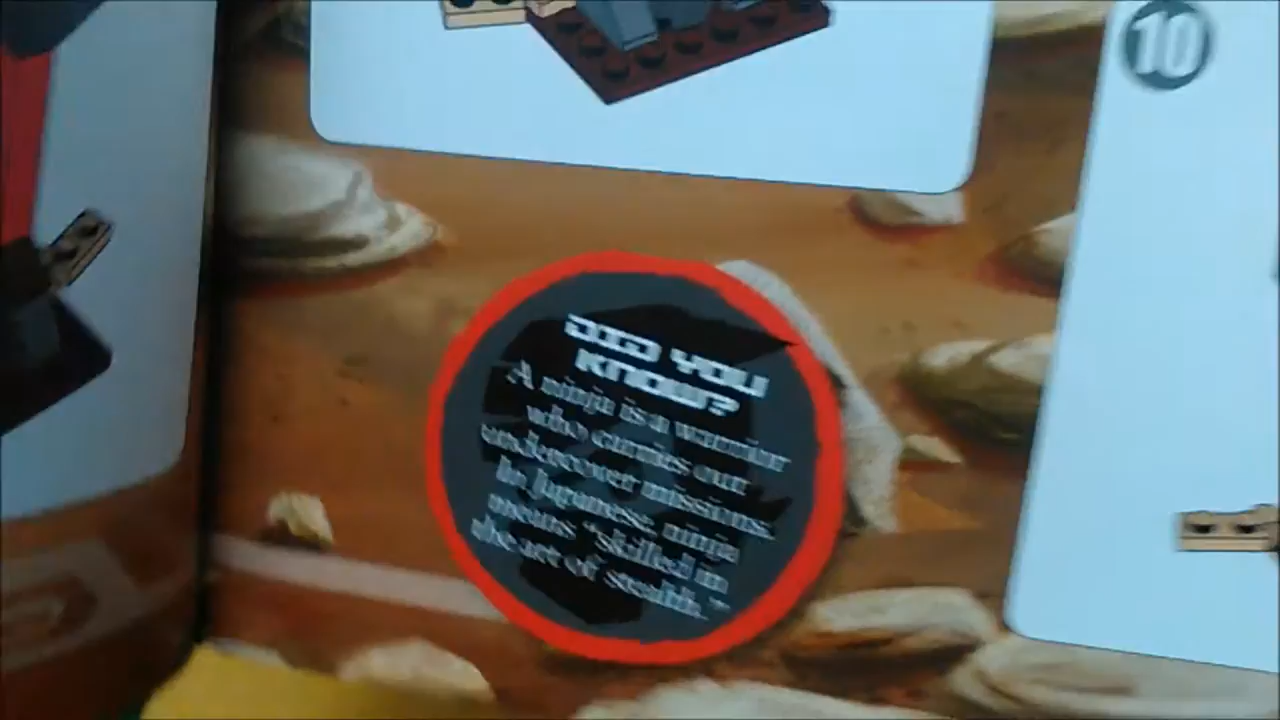 10
DID YOU
KNOW?
A ninja is a warrior
who carries out
undercover missions.
In Japanese, ninja
means "skilled in
the art of stealth."